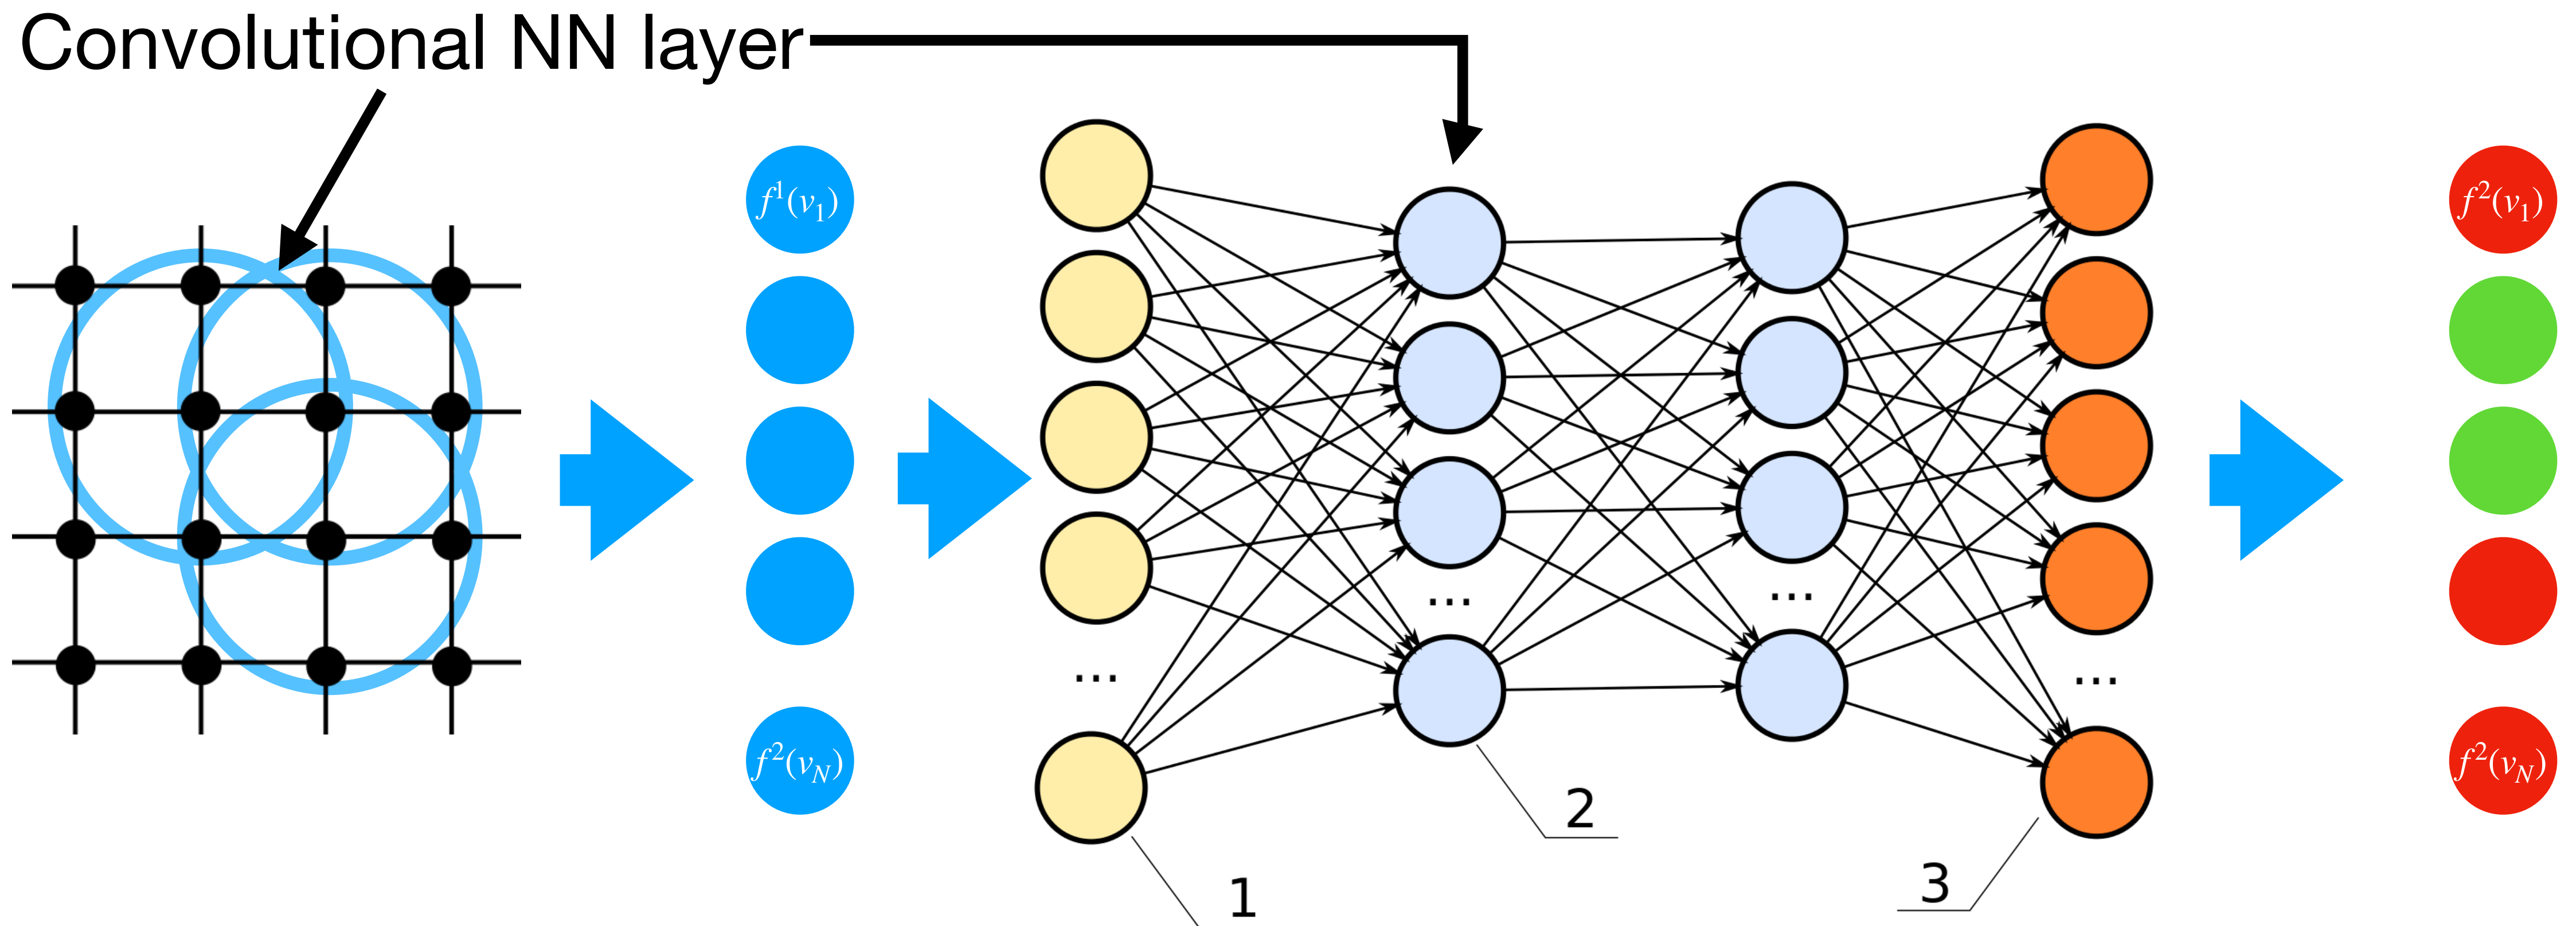 Convolutional NN layer
f¹(v₁)
f²(v_N)
...
...
...
...
1
2
3
f²(v₁)
f²(v_N)